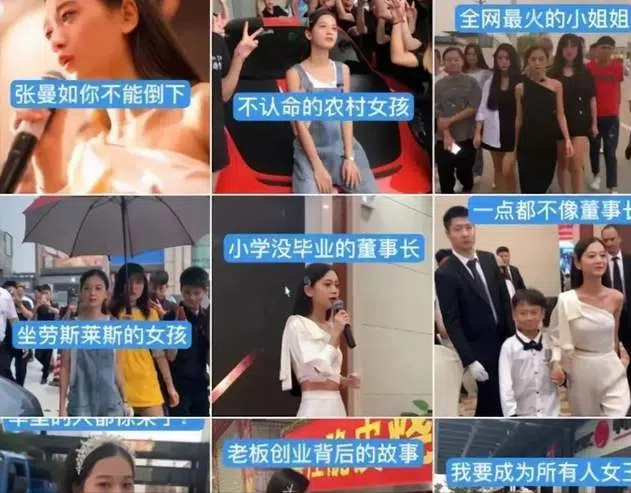 张曼如你不能倒下
不认命的农村女孩
全网最火的小姐姐
坐劳斯莱斯的女孩
小学没毕业的董事长
一点都不像董事长
老板创业背后的故事
我要成为所有人女王